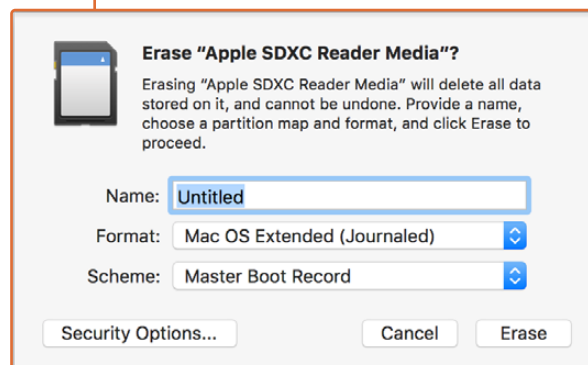 Erase “Apple SDXC Reader Media”?
Erasing “Apple SDXC Reader Media” will delete all data
stored on it, and cannot be undone. Provide a name,
choose a partition map and format, and click Erase to
proceed.
Name: Untitled
Format: Mac OS Extended (Journaled)
Scheme: Master Boot Record
Security Options... Cancel Erase